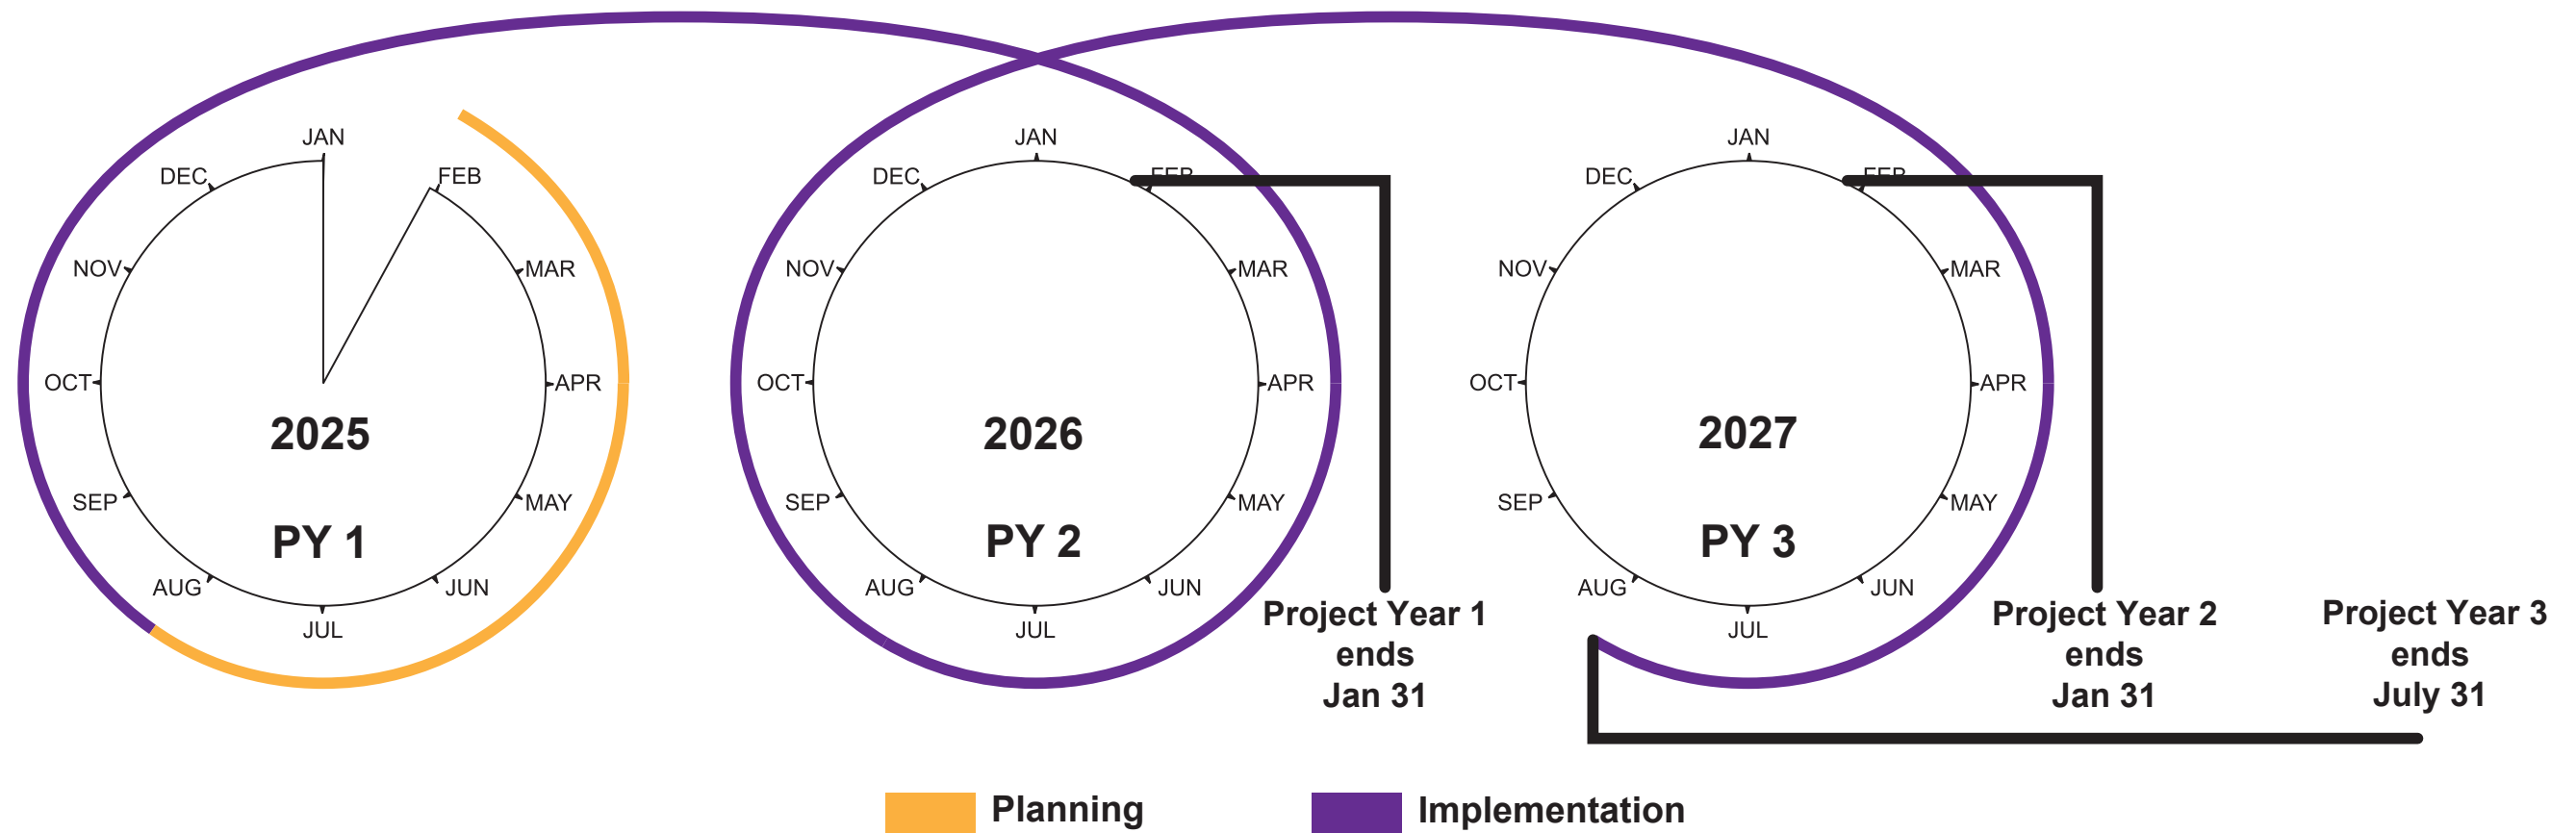 JAN
FEB
MAR
APR
MAY
JUN
JUL
AUG
SEP
OCT
NOV
DEC
2025
PY 1
JAN
FEB
MAR
APR
MAY
JUN
JUL
AUG
SEP
OCT
NOV
DEC
2026
PY 2
Project Year 1
ends
Jan 31
JAN
FEB
MAR
APR
MAY
JUN
JUL
AUG
SEP
OCT
NOV
DEC
2027
PY 3
Project Year 2
ends
Jan 31
Project Year 3
ends
July 31
Planning
Implementation